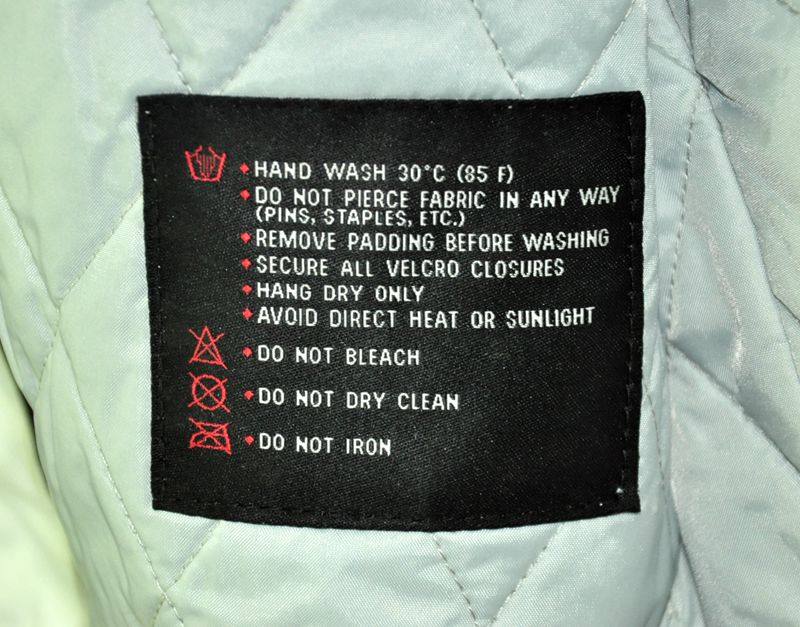 HAND WASH 30°C (85 F)
DO NOT PIERCE FABRIC IN ANY WAY
(PINS, STAPLES, ETC.)
REMOVE PADDING BEFORE WASHING
SECURE ALL VELCRO CLOSURES
HANG DRY ONLY
AVOID DIRECT HEAT OR SUNLIGHT
DO NOT BLEACH
DO NOT DRY CLEAN
DO NOT IRON